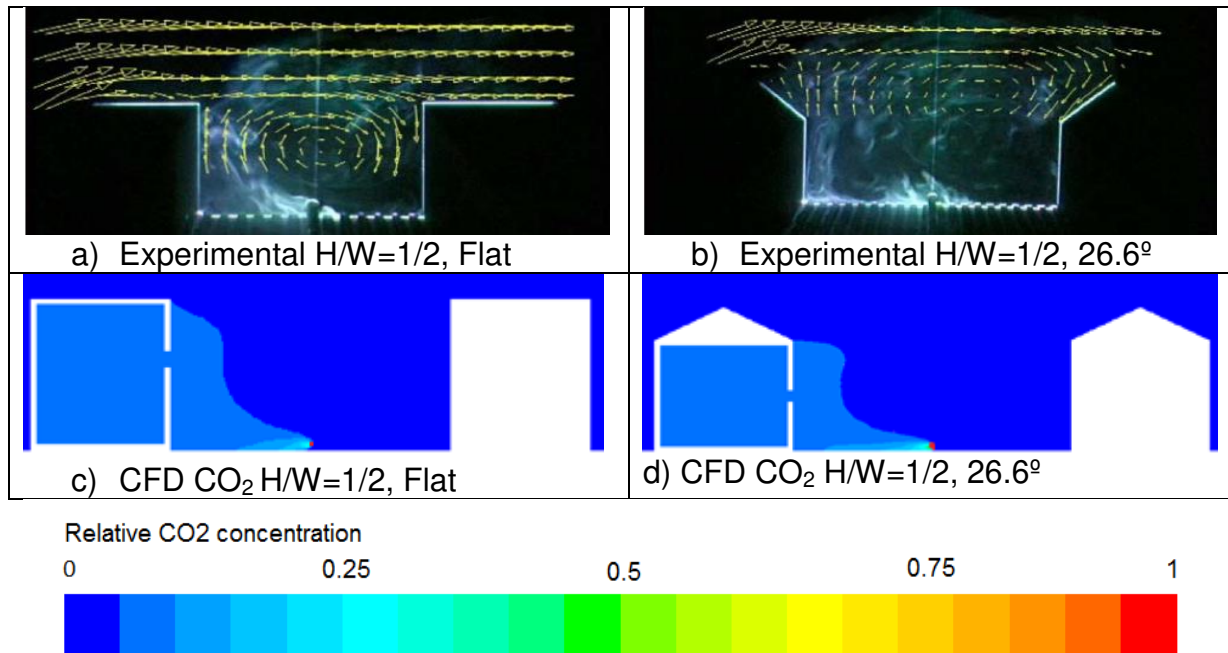 a) Experimental H/W=1/2, Flat
b) Experimental H/W=1/2, 26.6º
c) CFD CO₂ H/W=1/2, Flat
d) CFD CO₂ H/W=1/2, 26.6º
Relative CO2 concentration
0 0.25 0.5 0.75 1